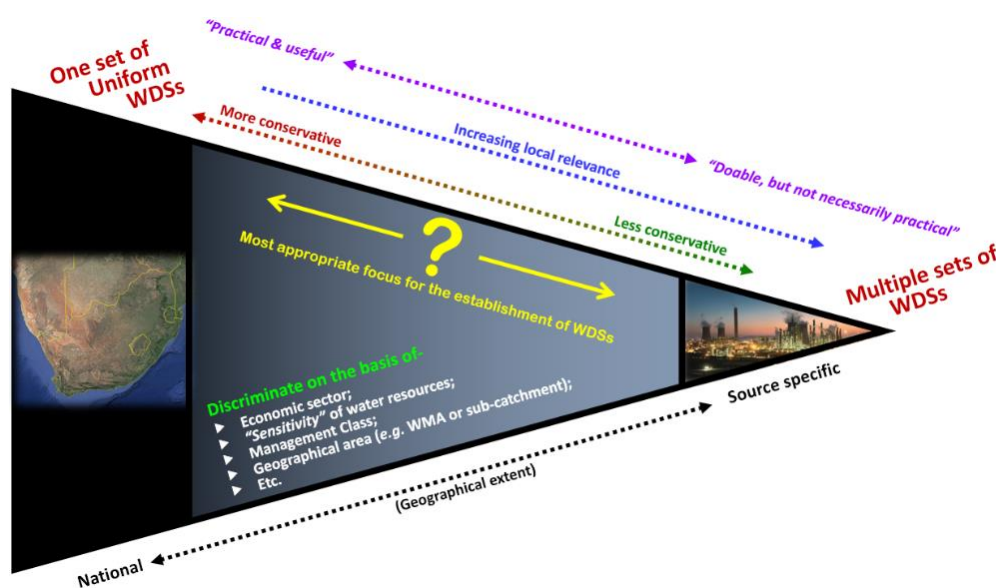 “Practical & useful”
One set of
Uniform
WDSs
More conservative
Increasing local relevance
“Doable, but not necessarily practical”
Less conservative
Multiple sets of
WDSs
?
Most appropriate focus for the establishment of WDSs
Discriminate on the basis of-
Economic sector;
“Sensitivity” of water resources;
Management Class;
Geographical area (e.g. WMA or sub-catchment);
Etc.
Source specific
(Geographical extent)
National